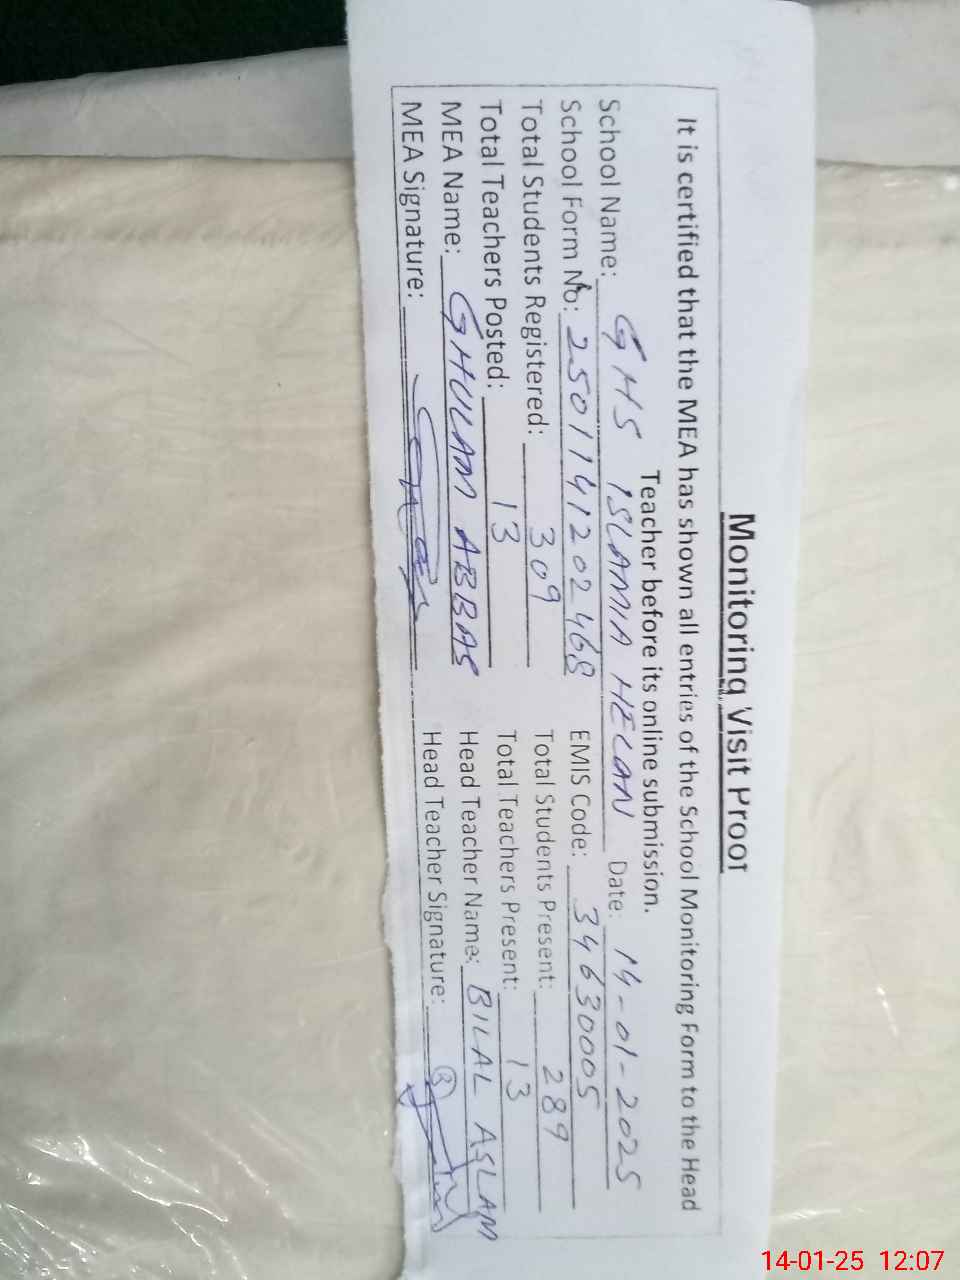 Monitoring Visit Proof
It is certified that the MEA has shown all entries of the School Monitoring Form to the Head
Teacher before its online submission.
School Name: GHS ISLAMIA HELAN Date: 14-01-2025
School Form No: 2501141202468 EMIS Code: 34630005
Total Students Registered: 309 Total Students Present: 289
Total Teachers Posted: 13 Total Teachers Present: 13
MEA Name: GHULAM ABBAS Head Teacher Name: BILAL ASLAM
MEA Signature: Head Teacher Signature:
14-01-25 12:07